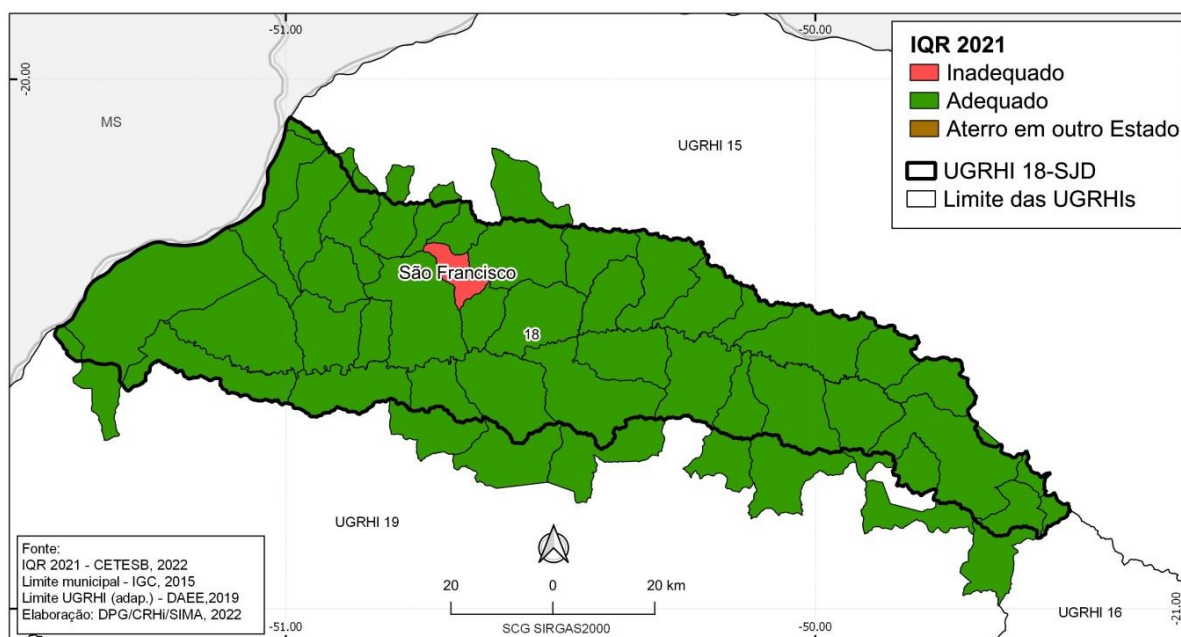 -51.00
-50.00
IQR 2021
Inadequado
Adequado
Aterro em outro Estado
UGRHI 18-SJD
Limite das UGRHIs
-20.00
MS
UGRHI 15
São Francisco
18
UGRHI 19
Fonte:
IQR 2021 - CETESB, 2022
Limite municipal - IGC, 2015
Limite UGRHI (adap.) - DAEE,2019
Elaboração: DPG/CRHi/SIMA, 2022
20
0
20 km
SCG SIRGAS2000
-51.00
-50.00
-21.00
UGRHI 16